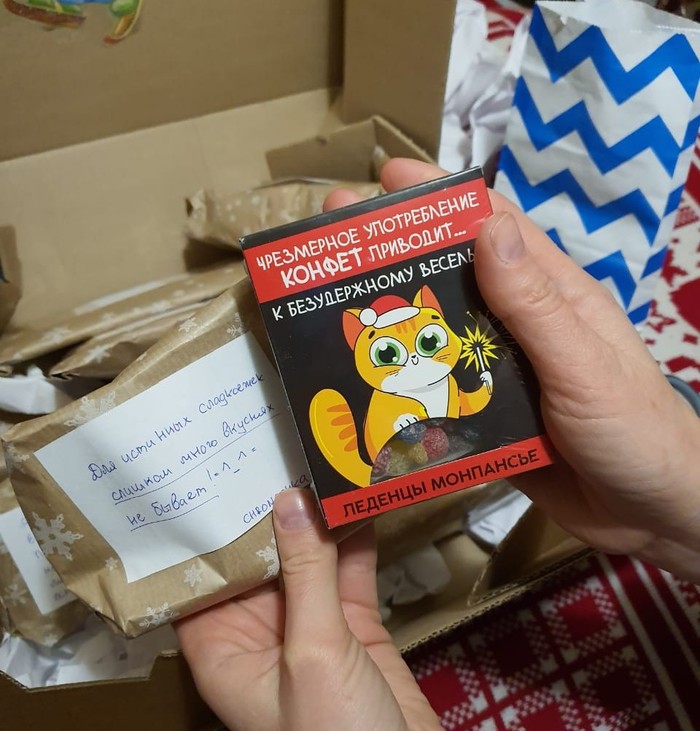 ЧРЕЗМЕРНОЕ УПОТРЕБЛЕНИЕ
КОНФЕТ ПРИВОДИТ...
К БЕЗУДЕРЖНОМУ ВЕСЕЛЬ
ЛЕДЕНЦЫ МОНПАНСЬЕ
Для истинных сладкоежек
слишком много вкусных
не бывает! =^_^=